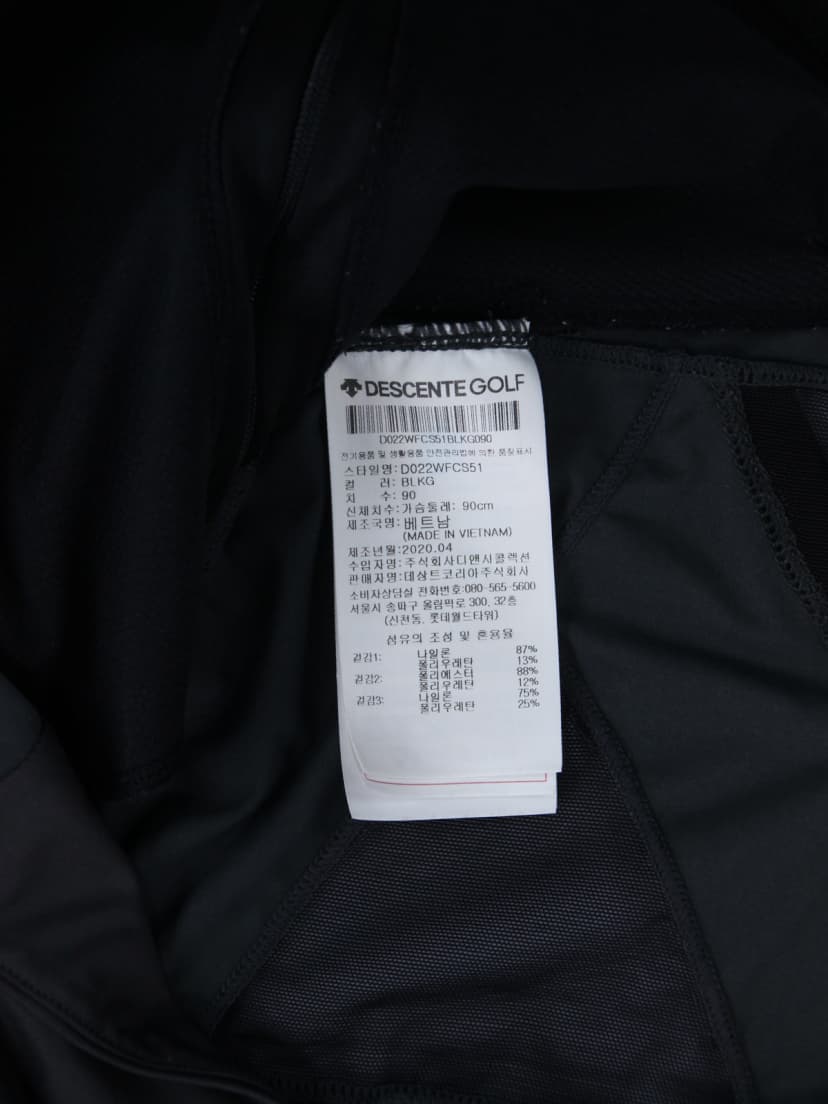 DESCENTE GOLF
D022WFCS51BLKG090
전기용품 및 생활용품 안전관리법에 의한 품질표시
스타일명: D022WFCS51
컬 러: BLKG
치 수: 90
신체치수: 가슴둘레: 90cm
제조국명: 베트남
(MADE IN VIETNAM)
제조년월: 2020.04
수입자명: 주식회사디앤시콜렉션
판매자명: 데상트코리아주식회사
소비자상담실 전화번호: 080-565-5600
서울시 송파구 올림픽로 300, 32층
(신천동, 롯데월드타워)
섬유의 조성 및 혼용율
겉감1: 나일론 87%
폴리우레탄 13%
겉감2: 폴리에스터 88%
폴리우레탄 12%
겉감3: 나일론 75%
폴리우레탄 25%